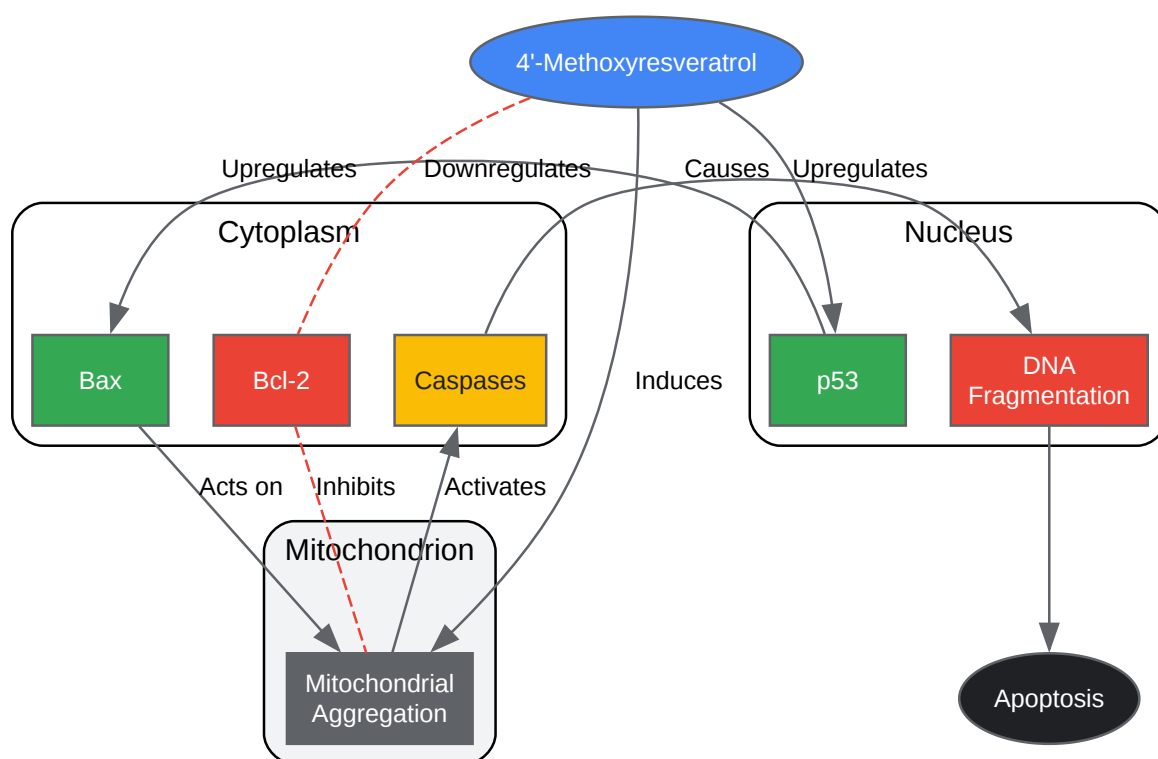 4'-Methoxyresveratrol
Upregulates
Downregulates
Causes
Upregulates
Cytoplasm
Nucleus
Bax
Bcl-2
Caspases
Induces
p53
DNA
Fragmentation
Acts on
Inhibits
Activates
Mitochondrion
Mitochondrial
Aggregation
Apoptosis